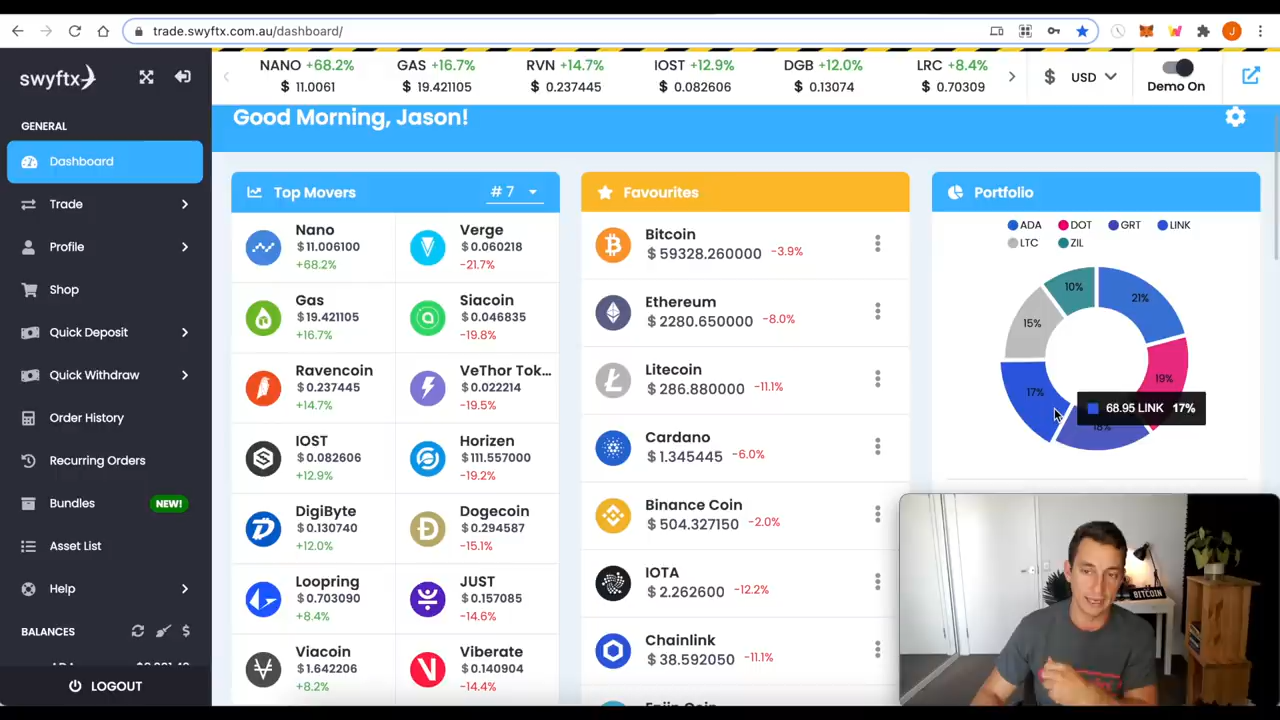 trade.swyftx.com.au/dashboard/
J
swyftx
NANO +68.2%
$ 11.0061
GAS +16.7%
$ 19.421105
RVN +14.7%
$ 0.237445
IOST +12.9%
$ 0.082606
DGB +12.0%
$ 0.13074
LRC +8.4%
$ 0.70309
$ USD
Demo On
Good Morning, Jason!
GENERAL
Dashboard
Trade
Profile
Shop
Quick Deposit
Quick Withdraw
Order History
Recurring Orders
Bundles NEW!
Asset List
Help
BALANCES $
LOGOUT
Top Movers # 7
Nano
$ 11.006100
+68.2%
Verge
$ 0.060218
-21.7%
Gas
$ 19.421105
+16.7%
Siacoin
$ 0.046835
-19.8%
Ravencoin
$ 0.237445
+14.7%
VeThor Tok...
$ 0.022214
-19.5%
IOST
$ 0.082606
+12.9%
Horizen
$ 111.557000
-19.2%
DigiByte
$ 0.130740
+12.0%
Dogecoin
$ 0.294587
-15.1%
Loopring
$ 0.703090
+8.4%
JUST
$ 0.157085
-14.6%
Viacoin
$ 1.642206
+8.2%
Viberate
$ 0.140904
-14.4%
Favourites
Bitcoin
$ 59328.260000 -3.9%
Ethereum
$ 2280.650000 -8.0%
Litecoin
$ 286.880000 -11.1%
Cardano
$ 1.345445 -6.0%
Binance Coin
$ 504.327150 -2.0%
IOTA
$ 2.262600 -12.2%
Chainlink
$ 38.592050 -11.1%
Portfolio
ADA DOT GRT LINK
LTC ZIL
10%
21%
15%
19%
17%
68.95 LINK 17%
18%
BITCOIN